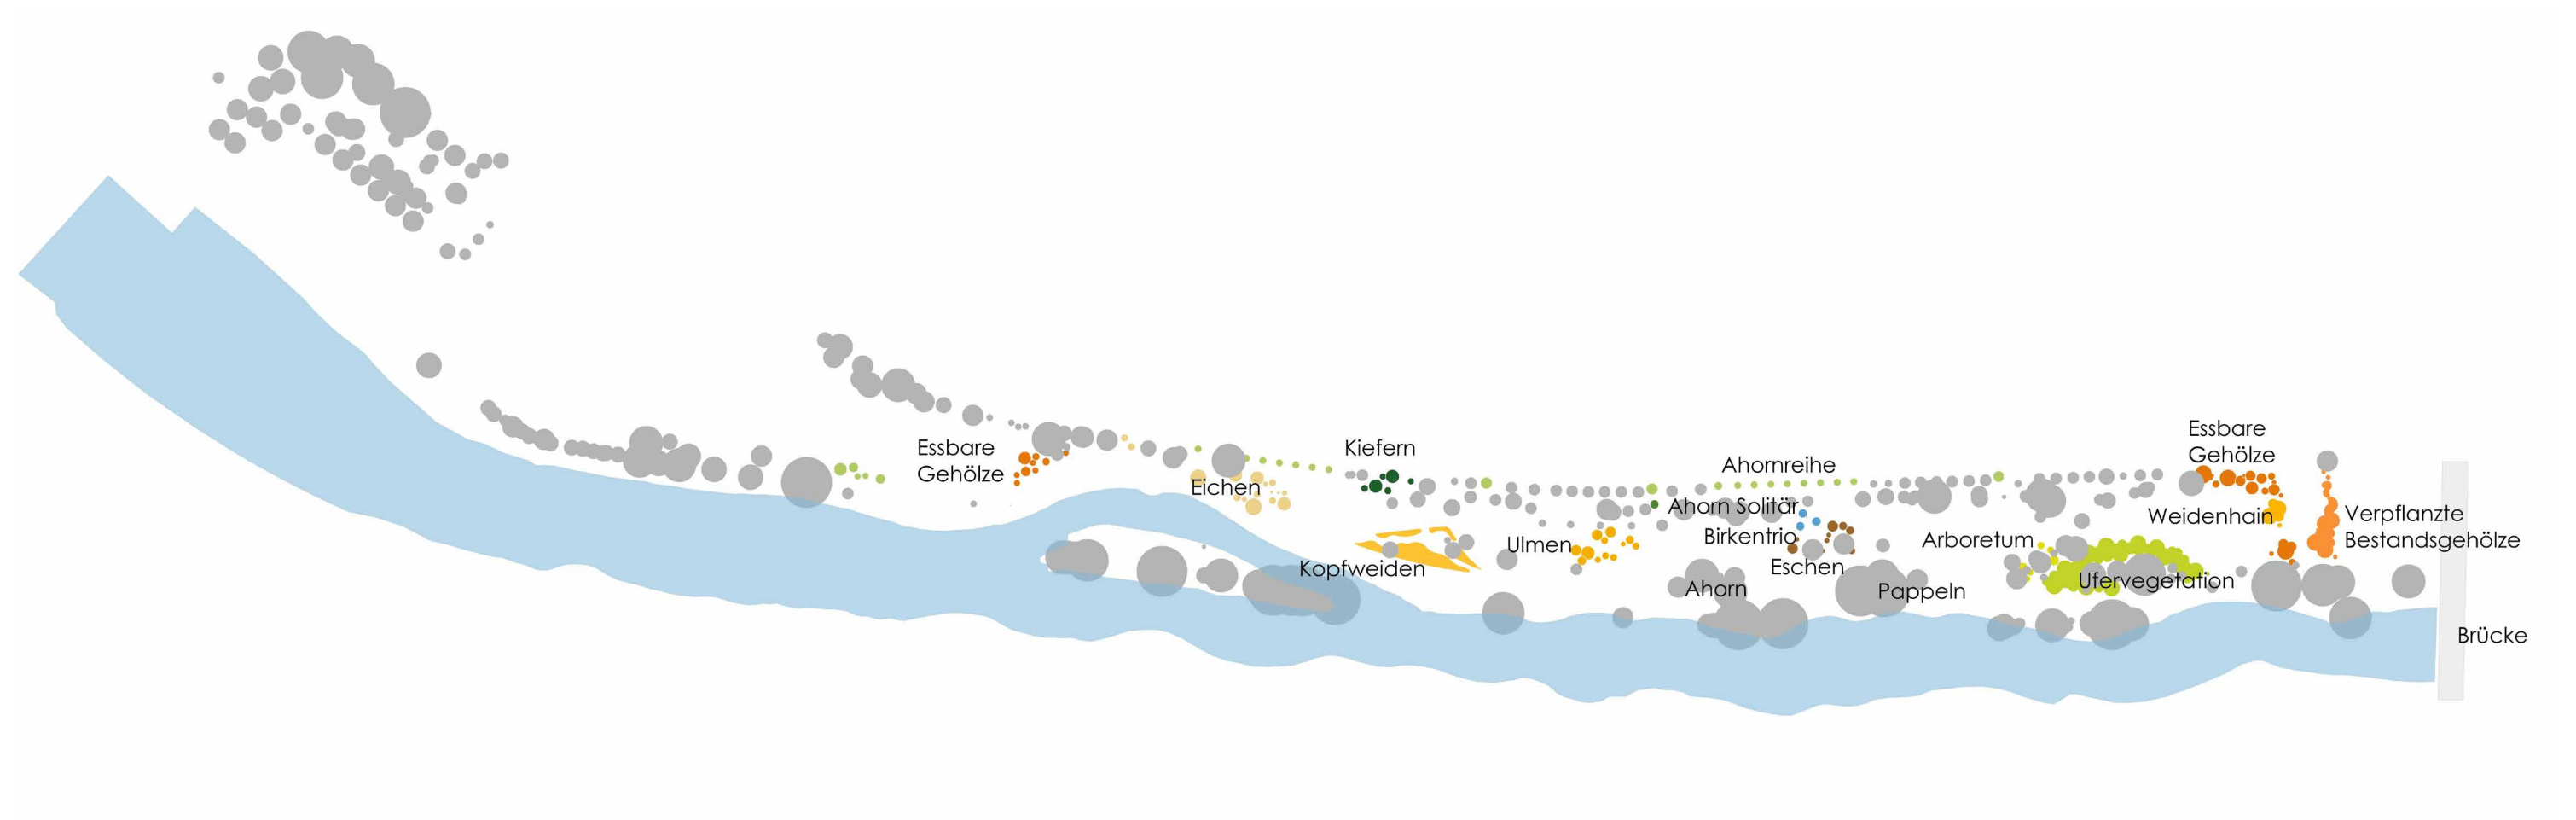 Essbare
Gehölze
Eichen
Kiefern
Kopfweiden
Ulmen
Ahornreihe
Ahorn Solitär
Birkentrio
Eschen
Ahorn
Pappeln
Arboretum
Ufervegetation
Essbare
Gehölze
Weidenhain
Verpflanzte
Bestandsgehölze
Brücke